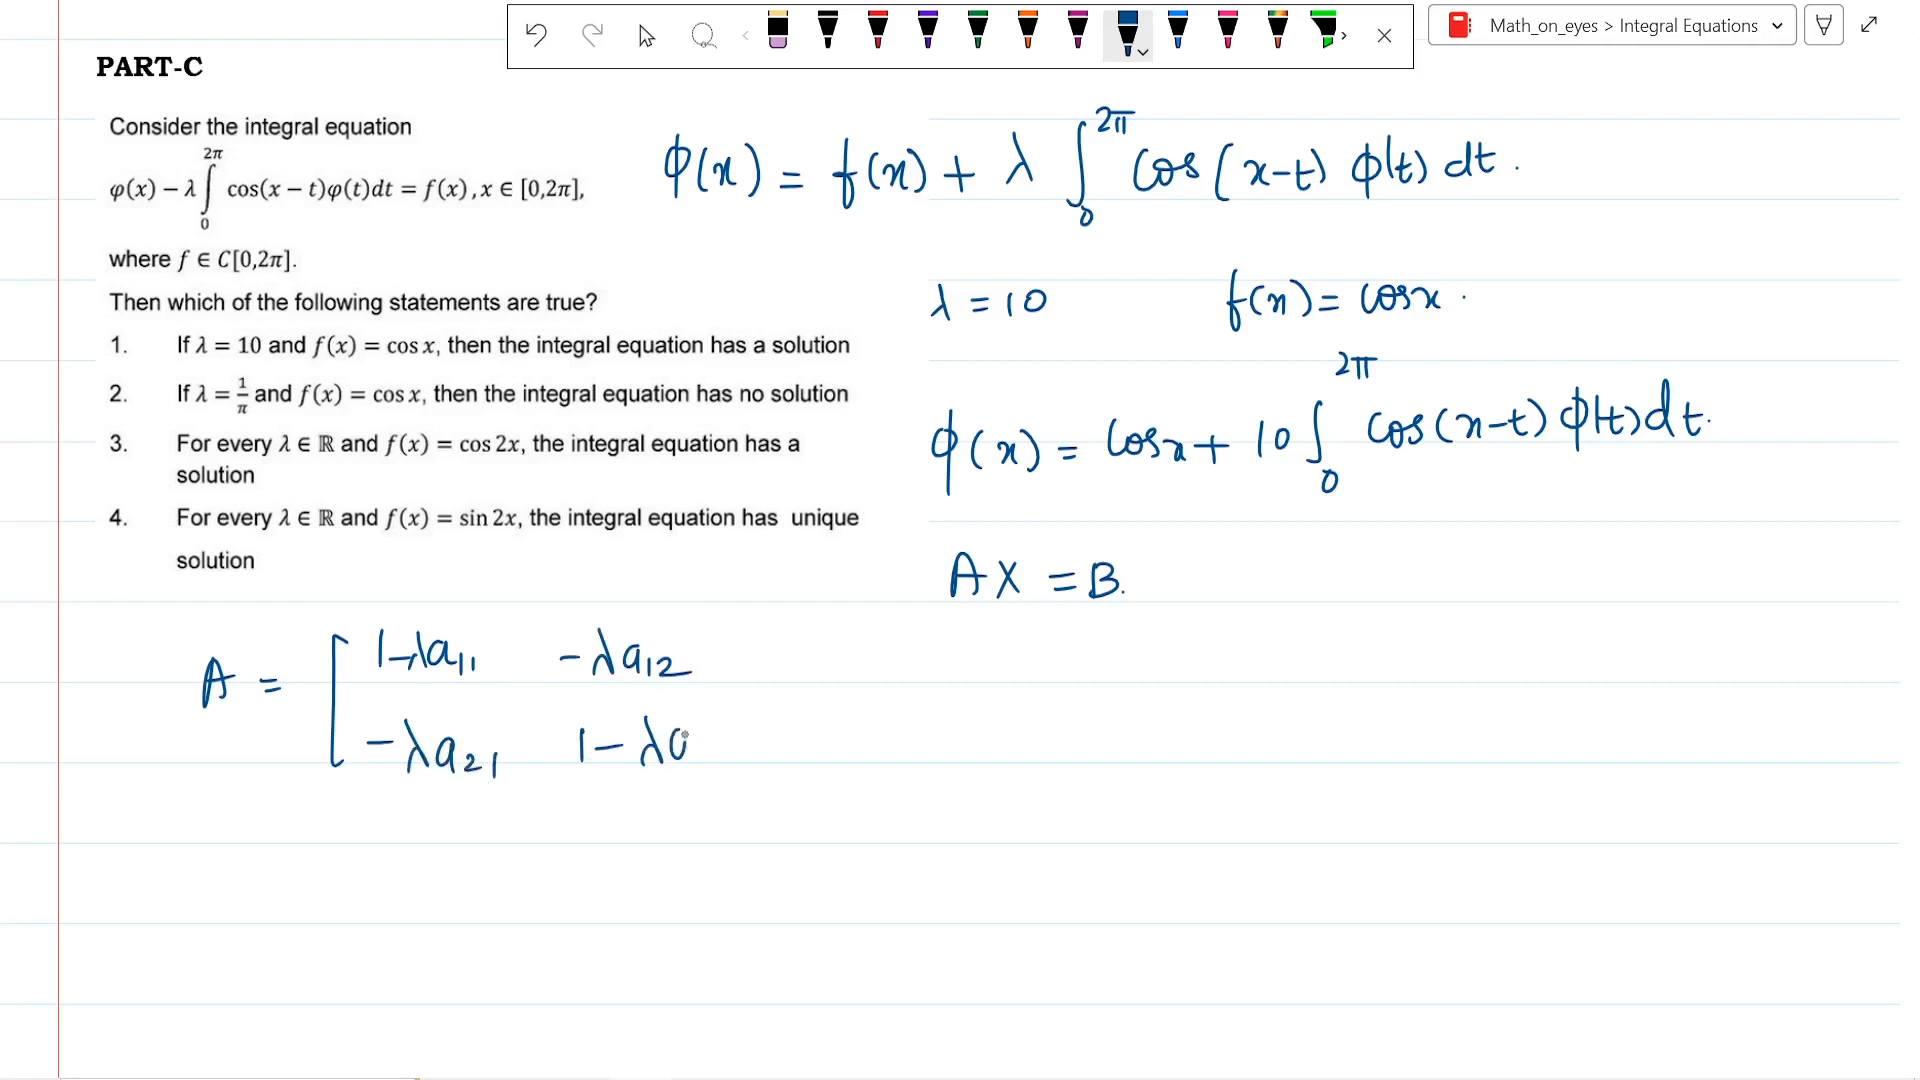 Math_on_eyes > Integral Equations
PART-C
Consider the integral equation
φ(x) − λ ∫₀^{2π} cos(x − t)φ(t)dt = f(x), x ∈ [0,2π],
where f ∈ C[0,2π].
Then which of the following statements are true?
1. If λ = 10 and f(x) = cos x, then the integral equation has a solution
2. If λ = 1/π and f(x) = cos x, then the integral equation has no solution
3. For every λ ∈ ℝ and f(x) = cos 2x, the integral equation has a
solution
4. For every λ ∈ ℝ and f(x) = sin 2x, the integral equation has unique
solution
ϕ(x) = f(x) + λ ∫₀^{2π} cos(x-t) ϕ(t) dt.
λ = 10 f(x) = cosx.
ϕ(x) = cosx + 10 ∫₀^{2π} cos(x-t) ϕ(t)dt.
AX = B.
A = [ 1-λa₁₁ -λa₁₂
-λa₂₁ 1-λ